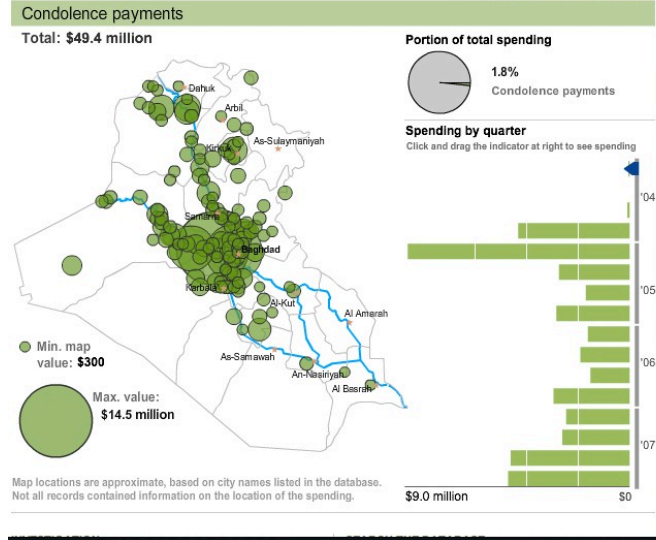 Condolence payments
Total: $49.4 million
Portion of total spending
1.8%
Condolence payments
Spending by quarter
Click and drag the indicator at right to see spending
Dahuk
Arbil
Kirkuk
As-Sulaymaniyah
Samarra
Baghdad
Karbala
Al-Kut
Al Amarah
As-Samawah
An-Nasiriyah
Al Basrah
Min. map
value: $300
Max. value:
$14.5 million
'04
'05
'06
'07
$9.0 million
$0
Map locations are approximate, based on city names listed in the database.
Not all records contained information on the location of the spending.